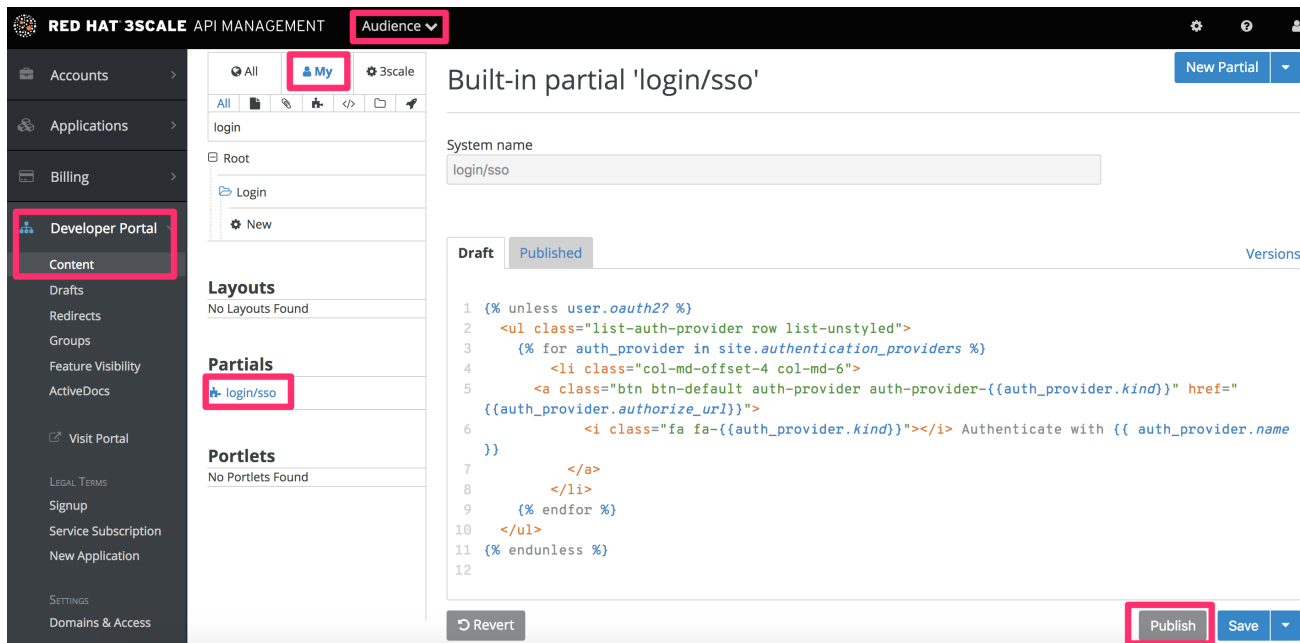 RED HAT 3SCALE API MANAGEMENT
Audience
Accounts
Applications
Billing
Developer Portal
Content
Drafts
Redirects
Groups
Feature Visibility
ActiveDocs
Visit Portal
Legal Terms
Signup
Service Subscription
New Application
Settings
Domains & Access
All My 3scale
All </>
login
Root
Login
New
Layouts
No Layouts Found
Partials
login/sso
Portlets
No Portlets Found
Built-in partial 'login/sso'
New Partial
System name
login/sso
Draft Published Versions
1 {% unless user.oauth2? %}
2 <ul class="list-auth-provider row list-unstyled">
3 {% for auth_provider in site.authentication_providers %}
4 <li class="col-md-offset-4 col-md-6">
5 <a class="btn btn-default auth-provider auth-provider-{{auth_provider.kind}}" href="
{{auth_provider.authorize_url}}">
6 <i class="fa fa-{{auth_provider.kind}}"></i> Authenticate with {{ auth_provider.name
}}
7 </a>
8 </li>
9 {% endfor %}
10 </ul>
11 {% endunless %}
12
Revert Publish Save